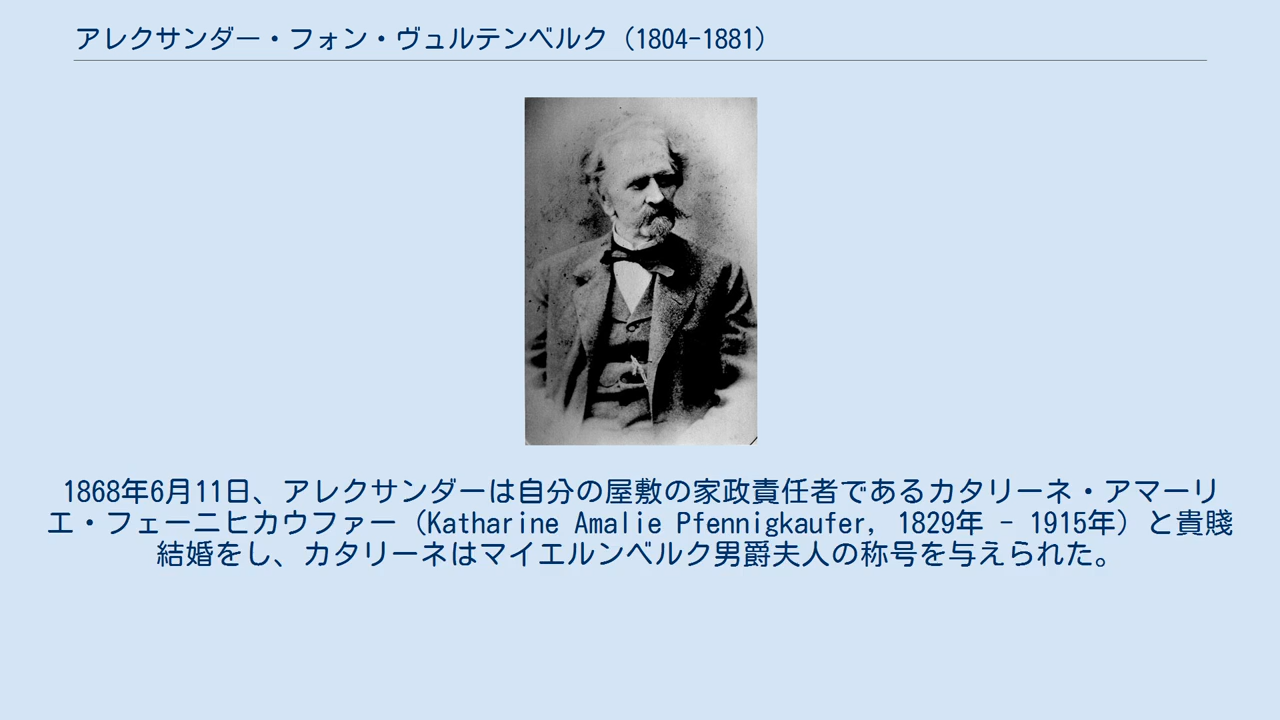 アレクサンダー・フォン・ヴュルテンベルク（1804-1881）
1868年6月11日、アレクサンダーは自分の屋敷の家政責任者であるカタリーネ・アマーリ
エ・フェーニヒカウファー（Katharine Amalie Pfennigkaufer, 1829年 - 1915年）と貴賤
結婚をし、カタリーネはマイエルンベルク男爵夫人の称号を与えられた。